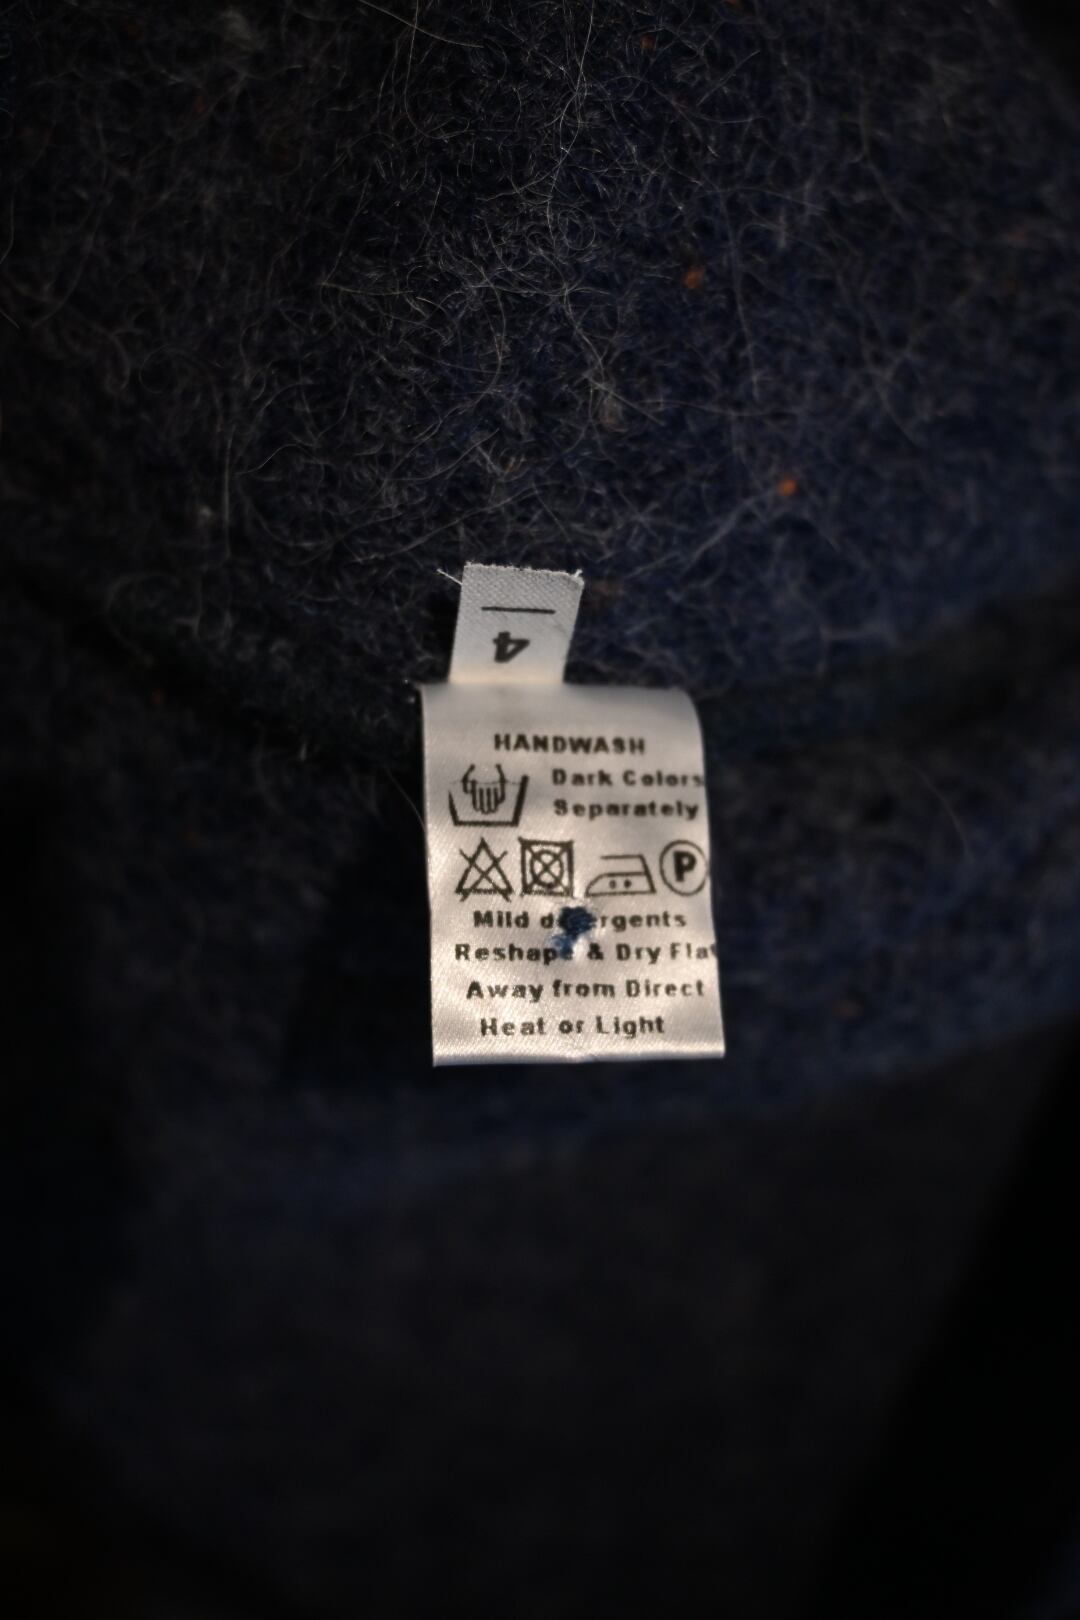 4
HANDWASH
Dark Colors
Separately
P
Mild detergents
Reshape & Dry Flat
Away from Direct
Heat or Light